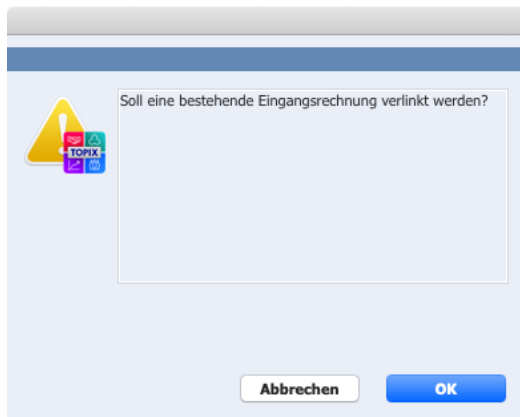 Soll eine bestehende Eingangsrechnung verlinkt werden?
TOPIX
Abbrechen
OK